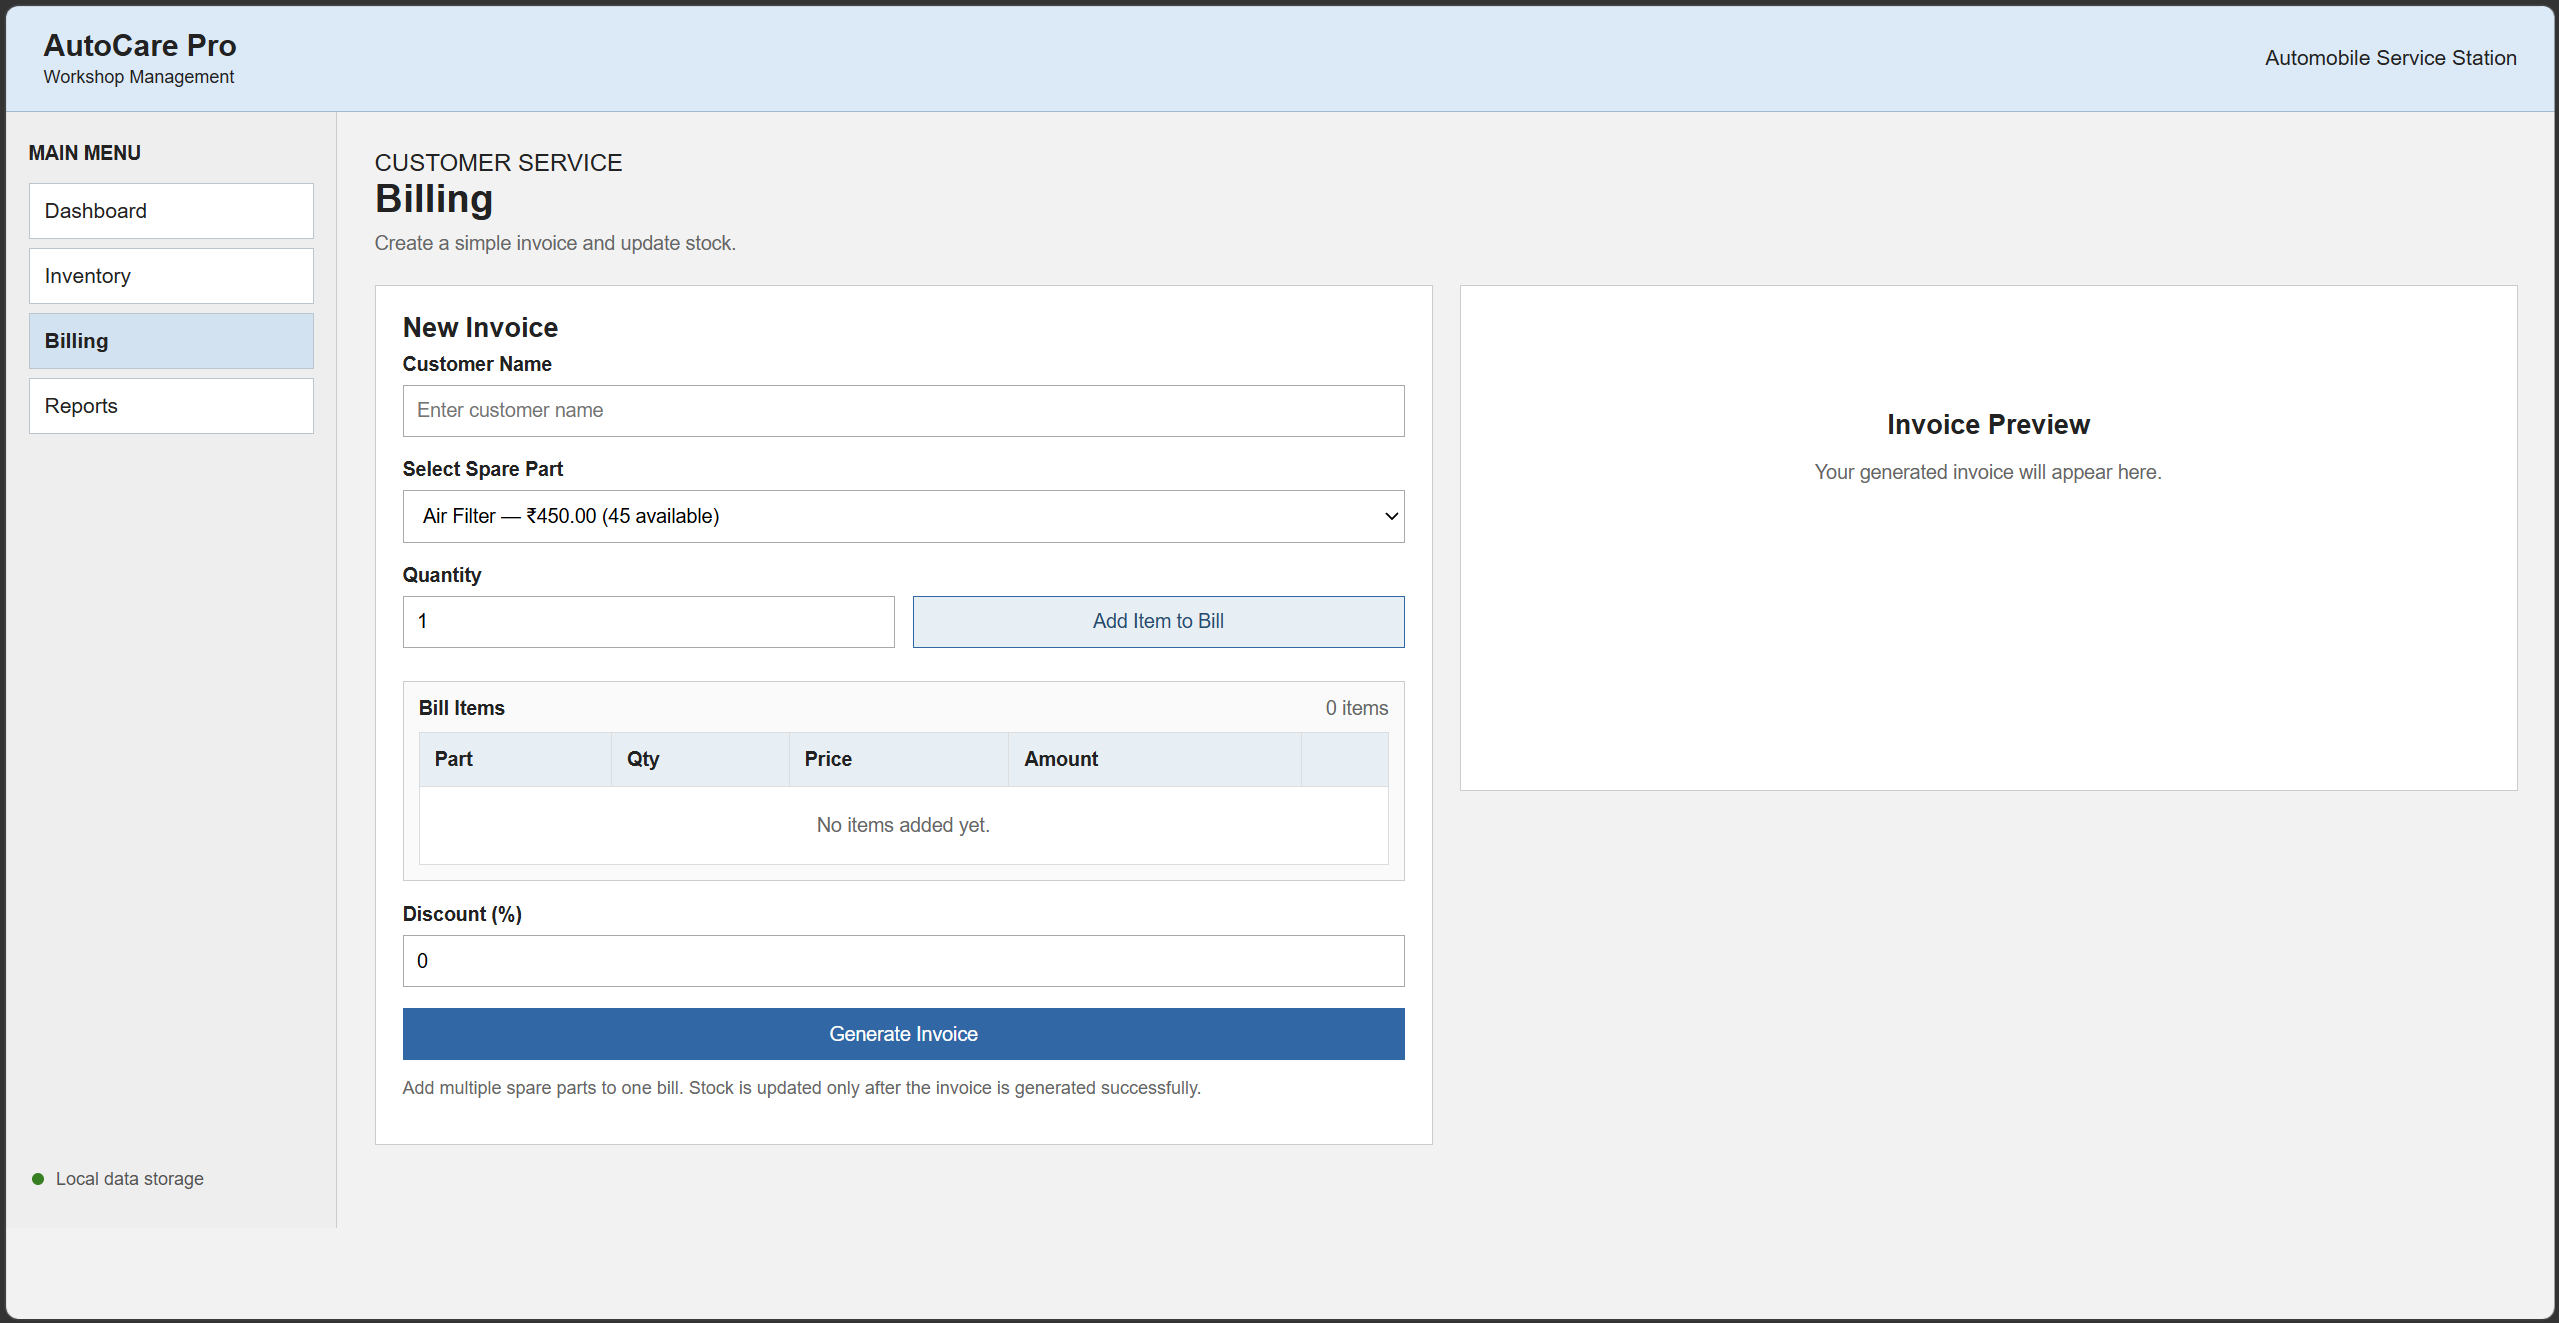 AutoCare Pro
Workshop Management
Automobile Service Station
MAIN MENU
Dashboard
Inventory
Billing
Reports
Local data storage
CUSTOMER SERVICE
Billing
Create a simple invoice and update stock.
New Invoice
Customer Name
Enter customer name
Select Spare Part
Air Filter — ₹450.00 (45 available)
Quantity
1
Add Item to Bill
Bill Items
0 items
Part Qty Price Amount
No items added yet.
Discount (%)
0
Generate Invoice
Add multiple spare parts to one bill. Stock is updated only after the invoice is generated successfully.
Invoice Preview
Your generated invoice will appear here.